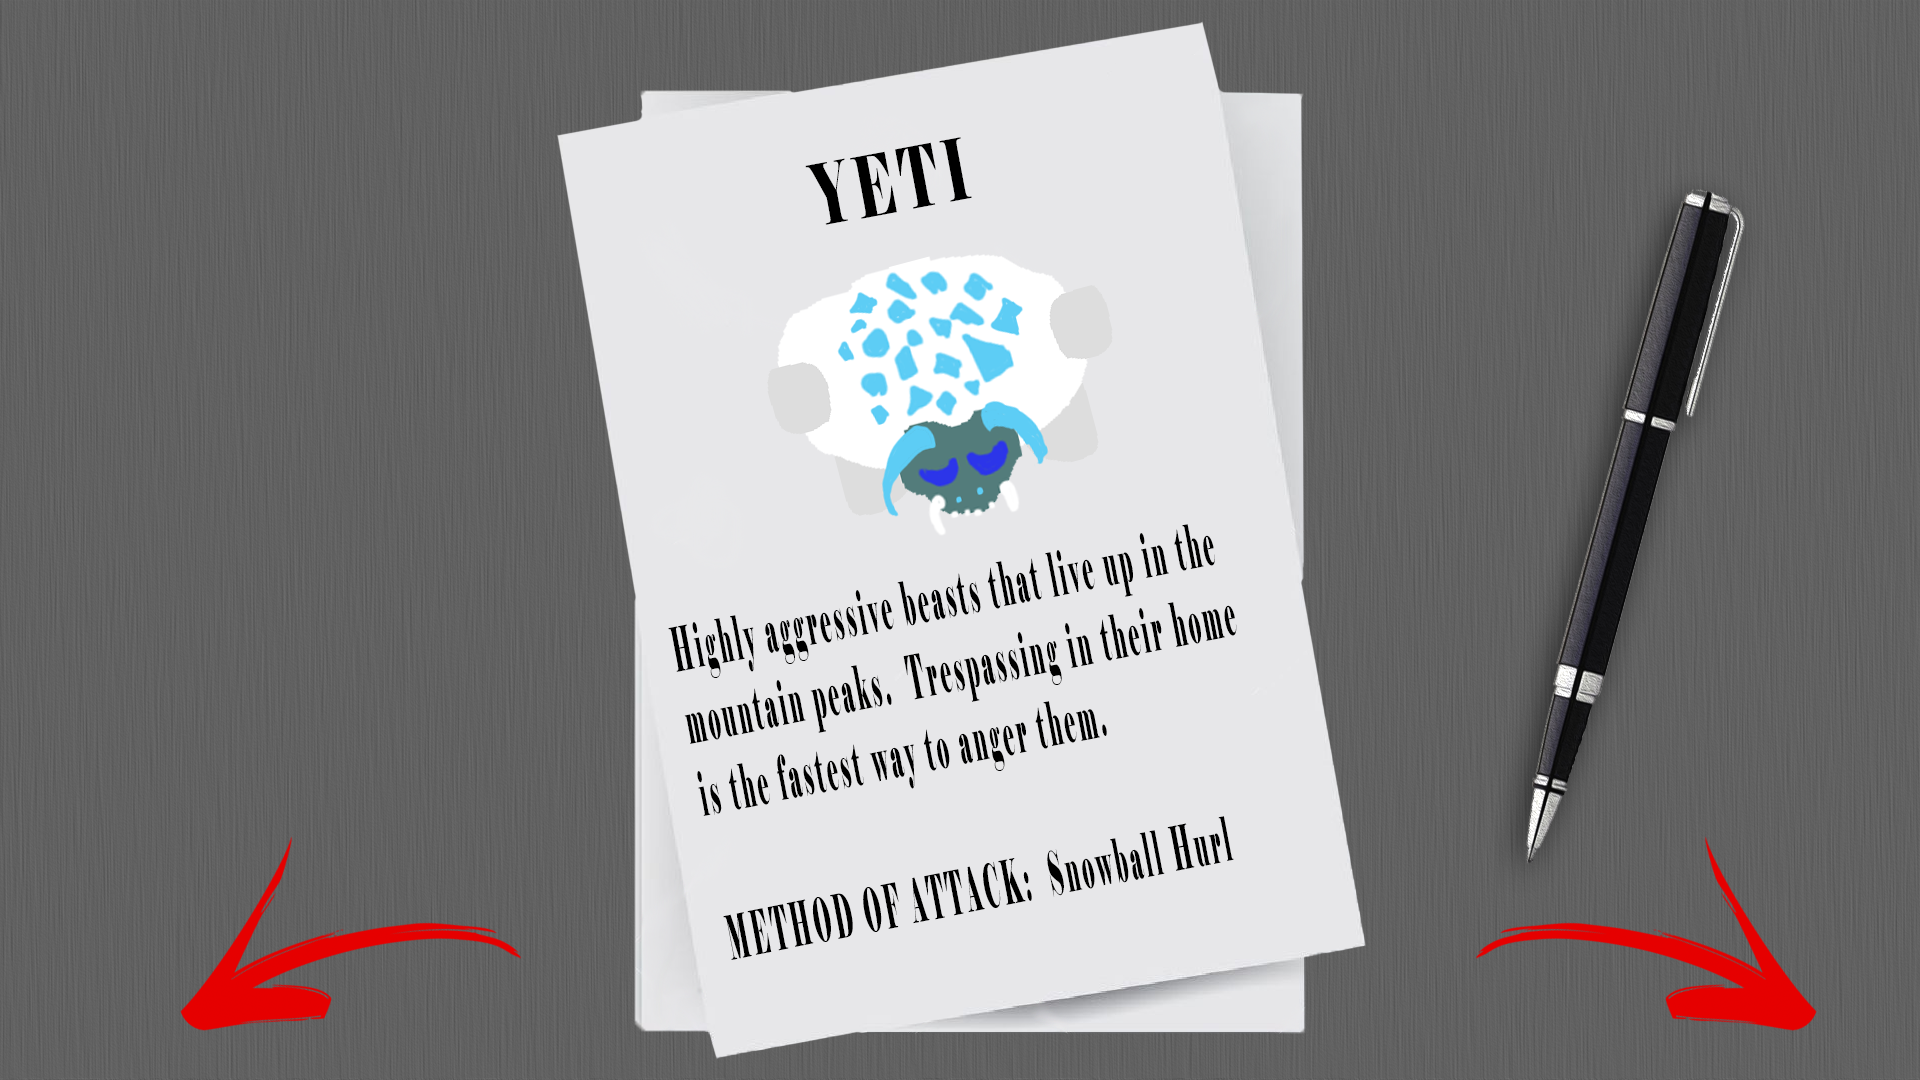 YETI
Highly aggressive beasts that live up in the
mountain peaks.  Trespassing in their home
is the fastest way to anger them.
METHOD OF ATTACK:  Snowball Hurl